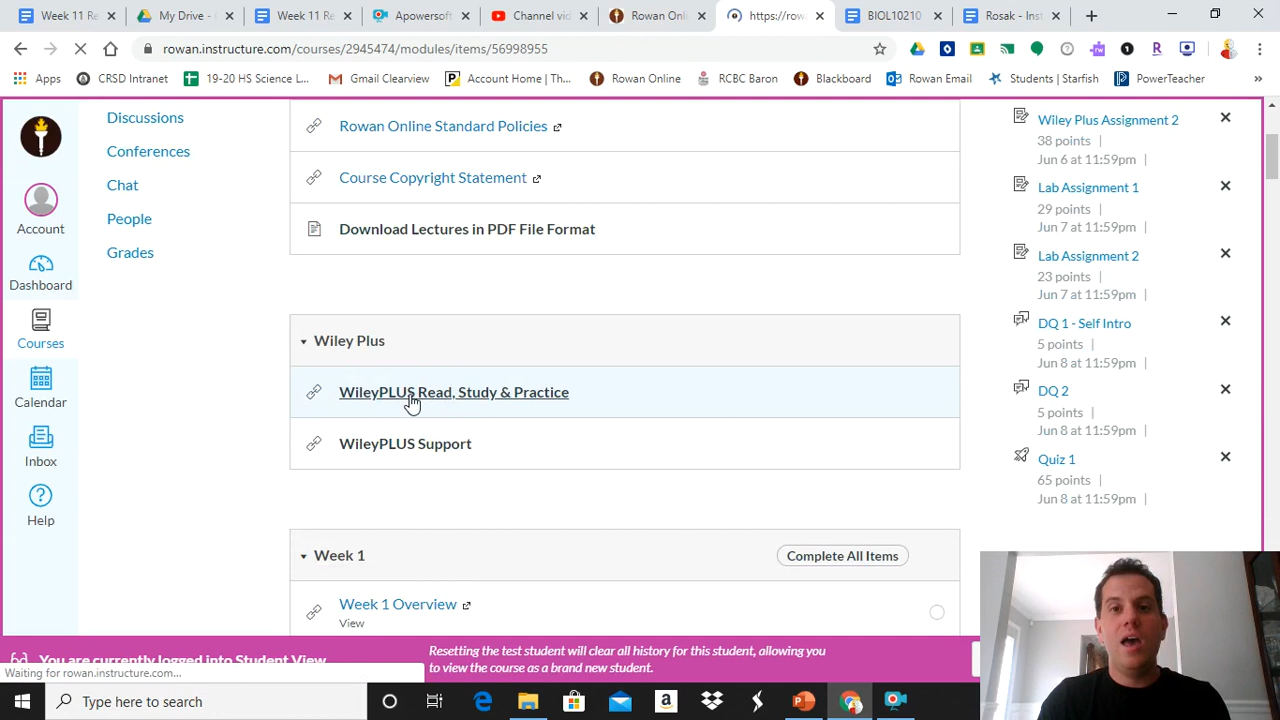 Week 11 Re
My Drive - G
Week 11 Re
Apowersoft
Channel vid
Rowan Onli
https://row
BIOL10210
Rosak - Inst
rowan.instructure.com/courses/2945474/modules/items/56998955
Apps
CRSD Intranet
19-20 HS Science L...
Gmail Clearview
Account Home | Th...
Rowan Online
RCBC Baron
Blackboard
Rowan Email
Students | Starfish
PowerTeacher
»
Account
Dashboard
Courses
Calendar
Inbox
Help
Discussions
Conferences
Chat
People
Grades
Rowan Online Standard Policies
Course Copyright Statement
Download Lectures in PDF File Format
Wiley Plus
WileyPLUS Read, Study & Practice
WileyPLUS Support
Week 1
Complete All Items
Week 1 Overview
View
Wiley Plus Assignment 2
38 points |
Jun 6 at 11:59pm |
Lab Assignment 1
29 points |
Jun 7 at 11:59pm |
Lab Assignment 2
23 points |
Jun 7 at 11:59pm |
DQ 1 - Self Intro
5 points |
Jun 8 at 11:59pm |
DQ 2
5 points |
Jun 8 at 11:59pm |
Quiz 1
65 points |
Jun 8 at 11:59pm |
You are currently logged into Student View
Resetting the test student will clear all history for this student, allowing you
to view the course as a brand new student.
Waiting for rowan.instructure.com...
Type here to search